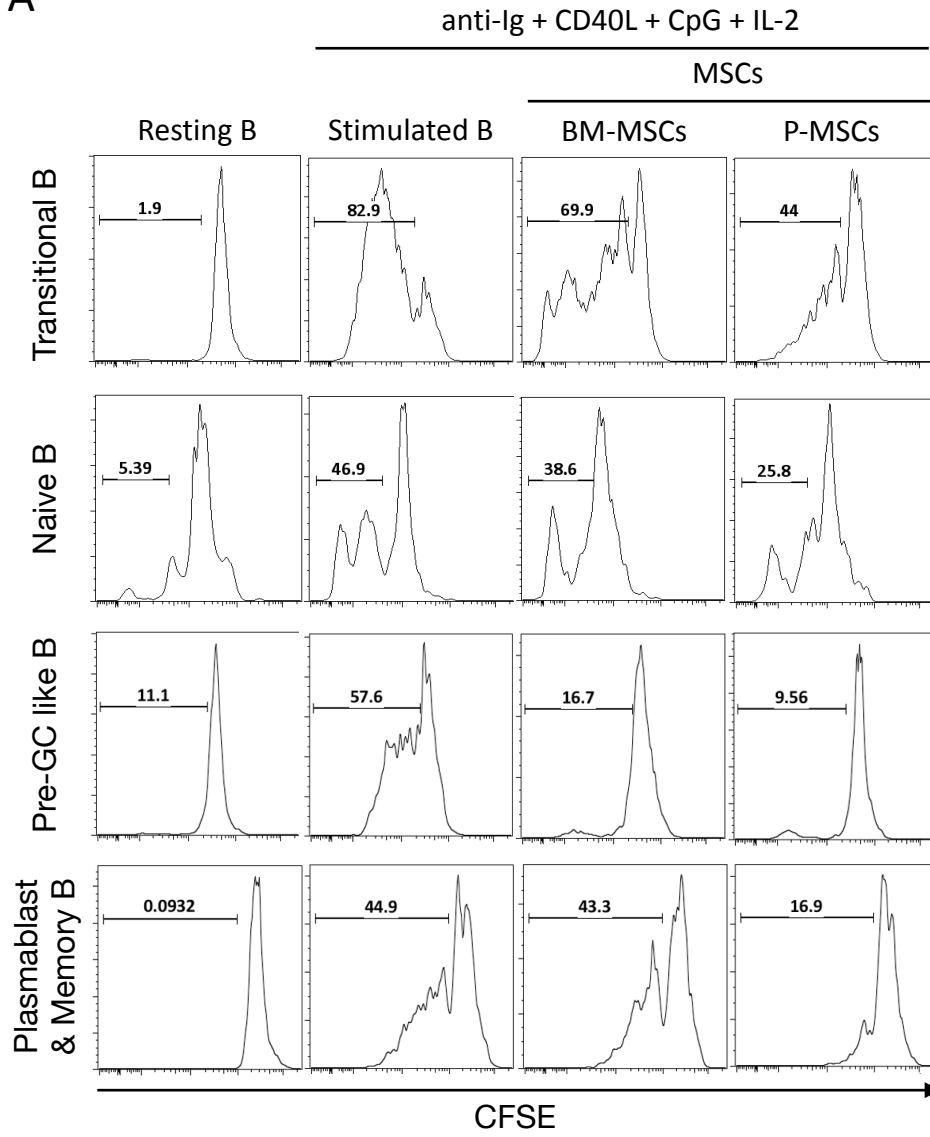 A
anti-Ig + CD40L + CpG + IL-2
MSCs
Resting B
Stimulated B
BM-MSCs
P-MSCs
Transitional B
1.9
82.9
69.9
44
Naive B
5.39
46.9
38.6
25.8
Pre-GC like B
11.1
57.6
16.7
9.56
Plasmablast
& Memory B
0.0932
44.9
43.3
16.9
CFSE